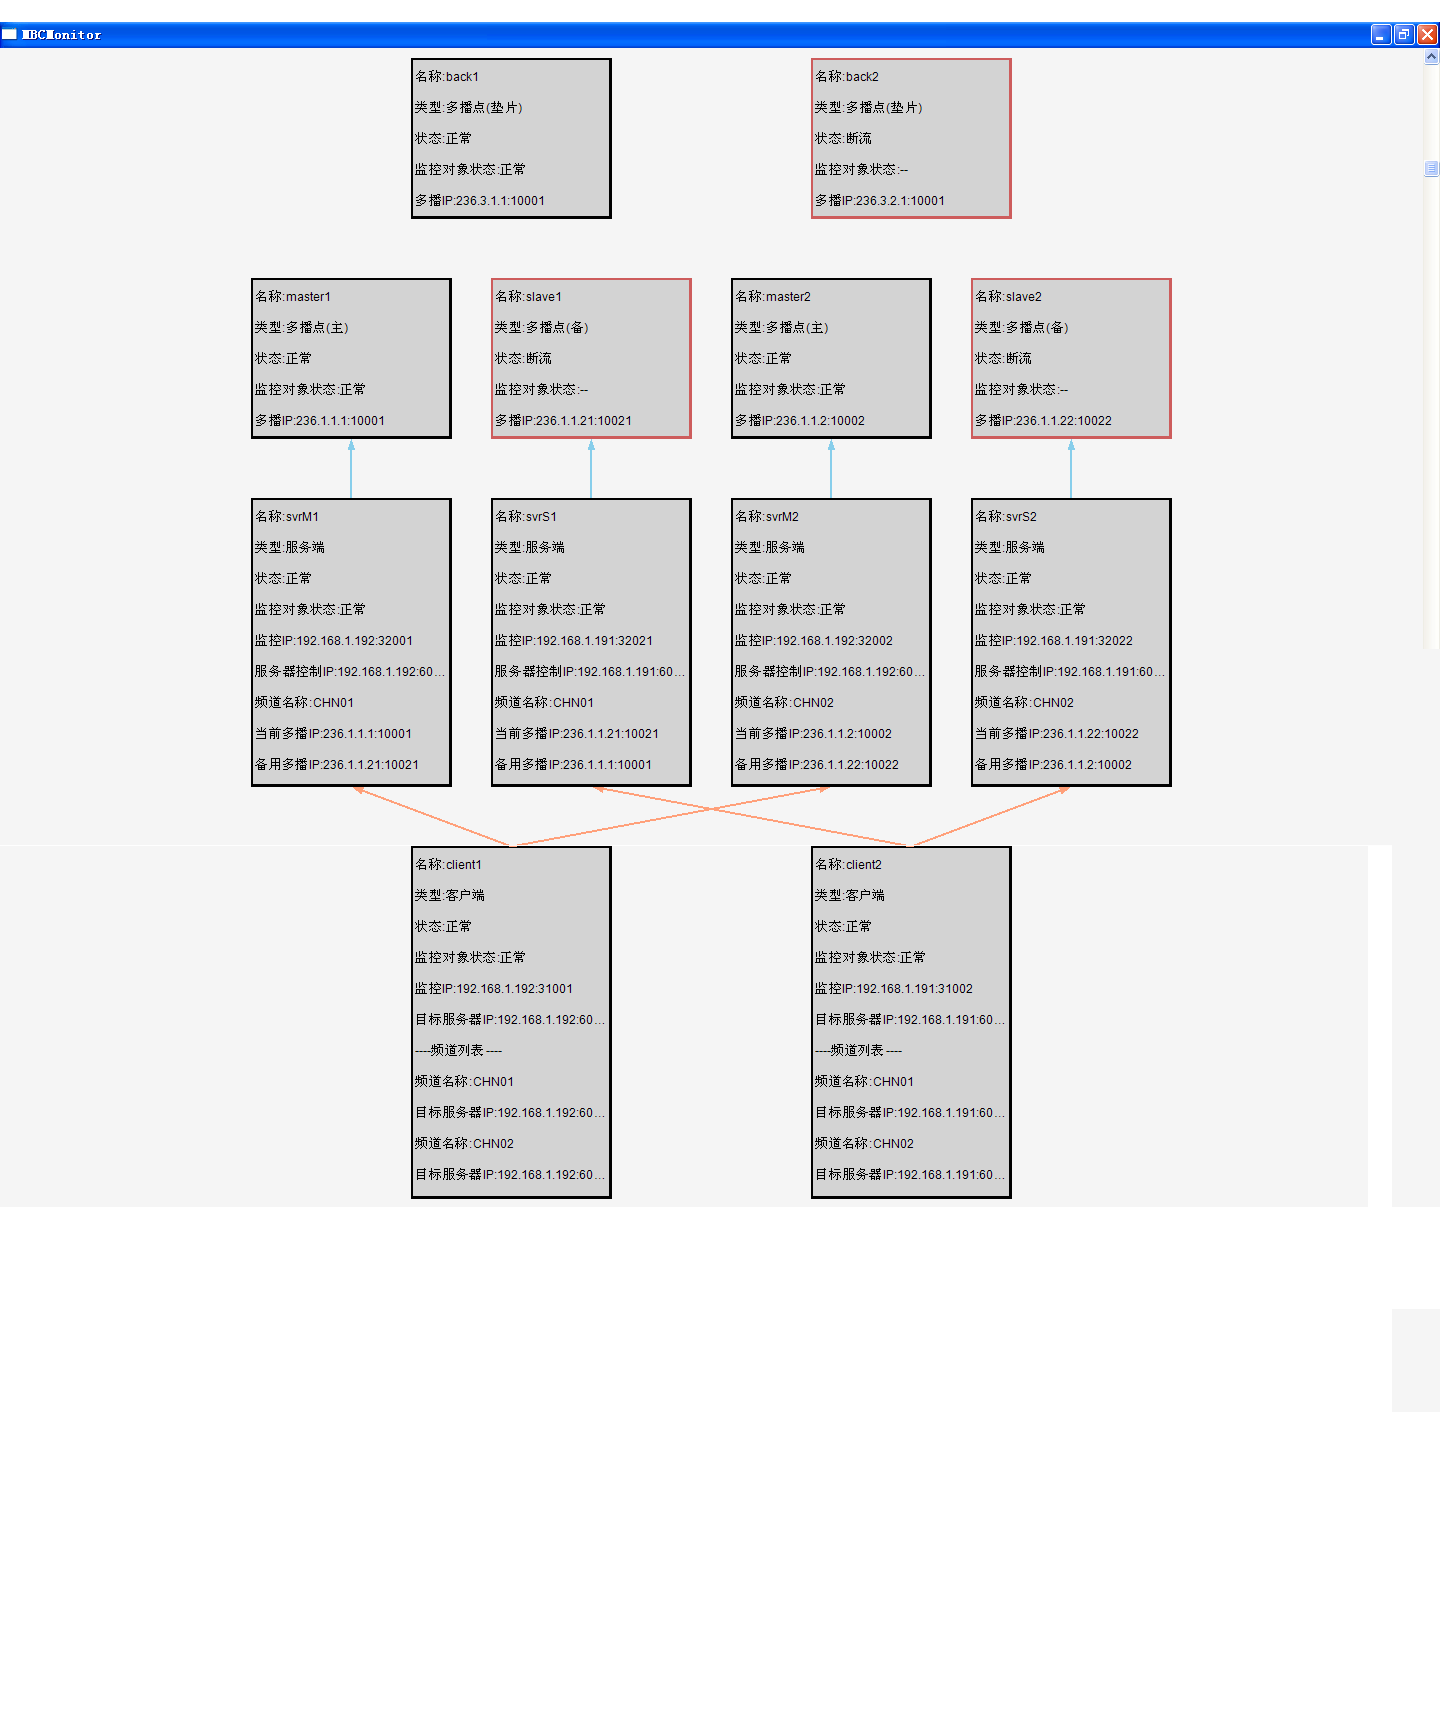 MBCMonitor
名称:back1
类型:多播点(垫片)
状态:正常
监控对象状态:正常
多播IP:236.3.1.1:10001
名称:back2
类型:多播点(垫片)
状态:断流
监控对象状态:--
多播IP:236.3.2.1:10001
名称:master1
类型:多播点(主)
状态:正常
监控对象状态:正常
多播IP:236.1.1.1:10001
名称:slave1
类型:多播点(备)
状态:断流
监控对象状态:--
多播IP:236.1.1.21:10021
名称:master2
类型:多播点(主)
状态:正常
监控对象状态:正常
多播IP:236.1.1.2:10002
名称:slave2
类型:多播点(备)
状态:断流
监控对象状态:--
多播IP:236.1.1.22:10022
名称:svrM1
类型:服务端
状态:正常
监控对象状态:正常
监控IP:192.168.1.192:32001
服务器控制IP:192.168.1.192:60...
频道名称:CHN01
当前多播IP:236.1.1.1:10001
备用多播IP:236.1.1.21:10021
名称:svrS1
类型:服务端
状态:正常
监控对象状态:正常
监控IP:192.168.1.191:32021
服务器控制IP:192.168.1.191:60...
频道名称:CHN01
当前多播IP:236.1.1.21:10021
备用多播IP:236.1.1.1:10001
名称:svrM2
类型:服务端
状态:正常
监控对象状态:正常
监控IP:192.168.1.192:32002
服务器控制IP:192.168.1.192:60...
频道名称:CHN02
当前多播IP:236.1.1.2:10002
备用多播IP:236.1.1.22:10022
名称:svrS2
类型:服务端
状态:正常
监控对象状态:正常
监控IP:192.168.1.191:32022
服务器控制IP:192.168.1.191:60...
频道名称:CHN02
当前多播IP:236.1.1.22:10022
备用多播IP:236.1.1.2:10002
名称:client1
类型:客户端
状态:正常
监控对象状态:正常
监控IP:192.168.1.192:31001
目标服务器IP:192.168.1.192:60...
----频道列表----
频道名称:CHN01
目标服务器IP:192.168.1.192:60...
频道名称:CHN02
目标服务器IP:192.168.1.192:60...
名称:client2
类型:客户端
状态:正常
监控对象状态:正常
监控IP:192.168.1.191:31002
目标服务器IP:192.168.1.191:60...
----频道列表----
频道名称:CHN01
目标服务器IP:192.168.1.191:60...
频道名称:CHN02
目标服务器IP:192.168.1.191:60...